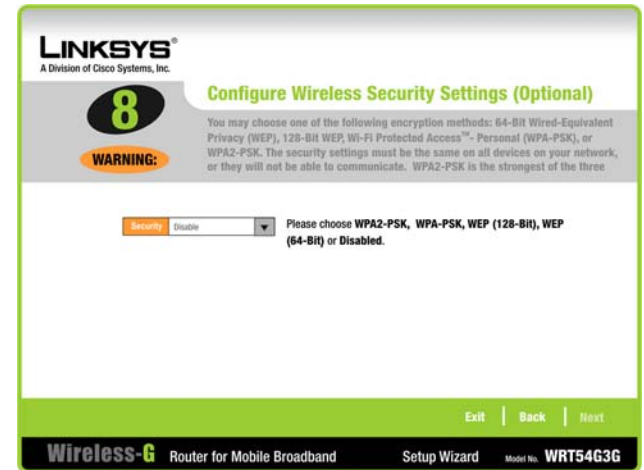 LINKSYS®
A Division of Cisco Systems, Inc.
8
WARNING:
Configure Wireless Security Settings (Optional)
You may choose one of the following encryption methods: 64-Bit Wired-Equivalent
Privacy (WEP), 128-Bit WEP, Wi-Fi Protected Access™- Personal (WPA-PSK), or
WPA2-PSK. The security settings must be the same on all devices on your network,
or they will not be able to communicate. WPA2-PSK is the strongest of the three
Security Disable
Please choose WPA2-PSK, WPA-PSK, WEP (128-Bit), WEP
(64-Bit) or Disabled.
Exit | Back | Next
Wireless-G Router for Mobile Broadband Setup Wizard Model No. WRT54G3G